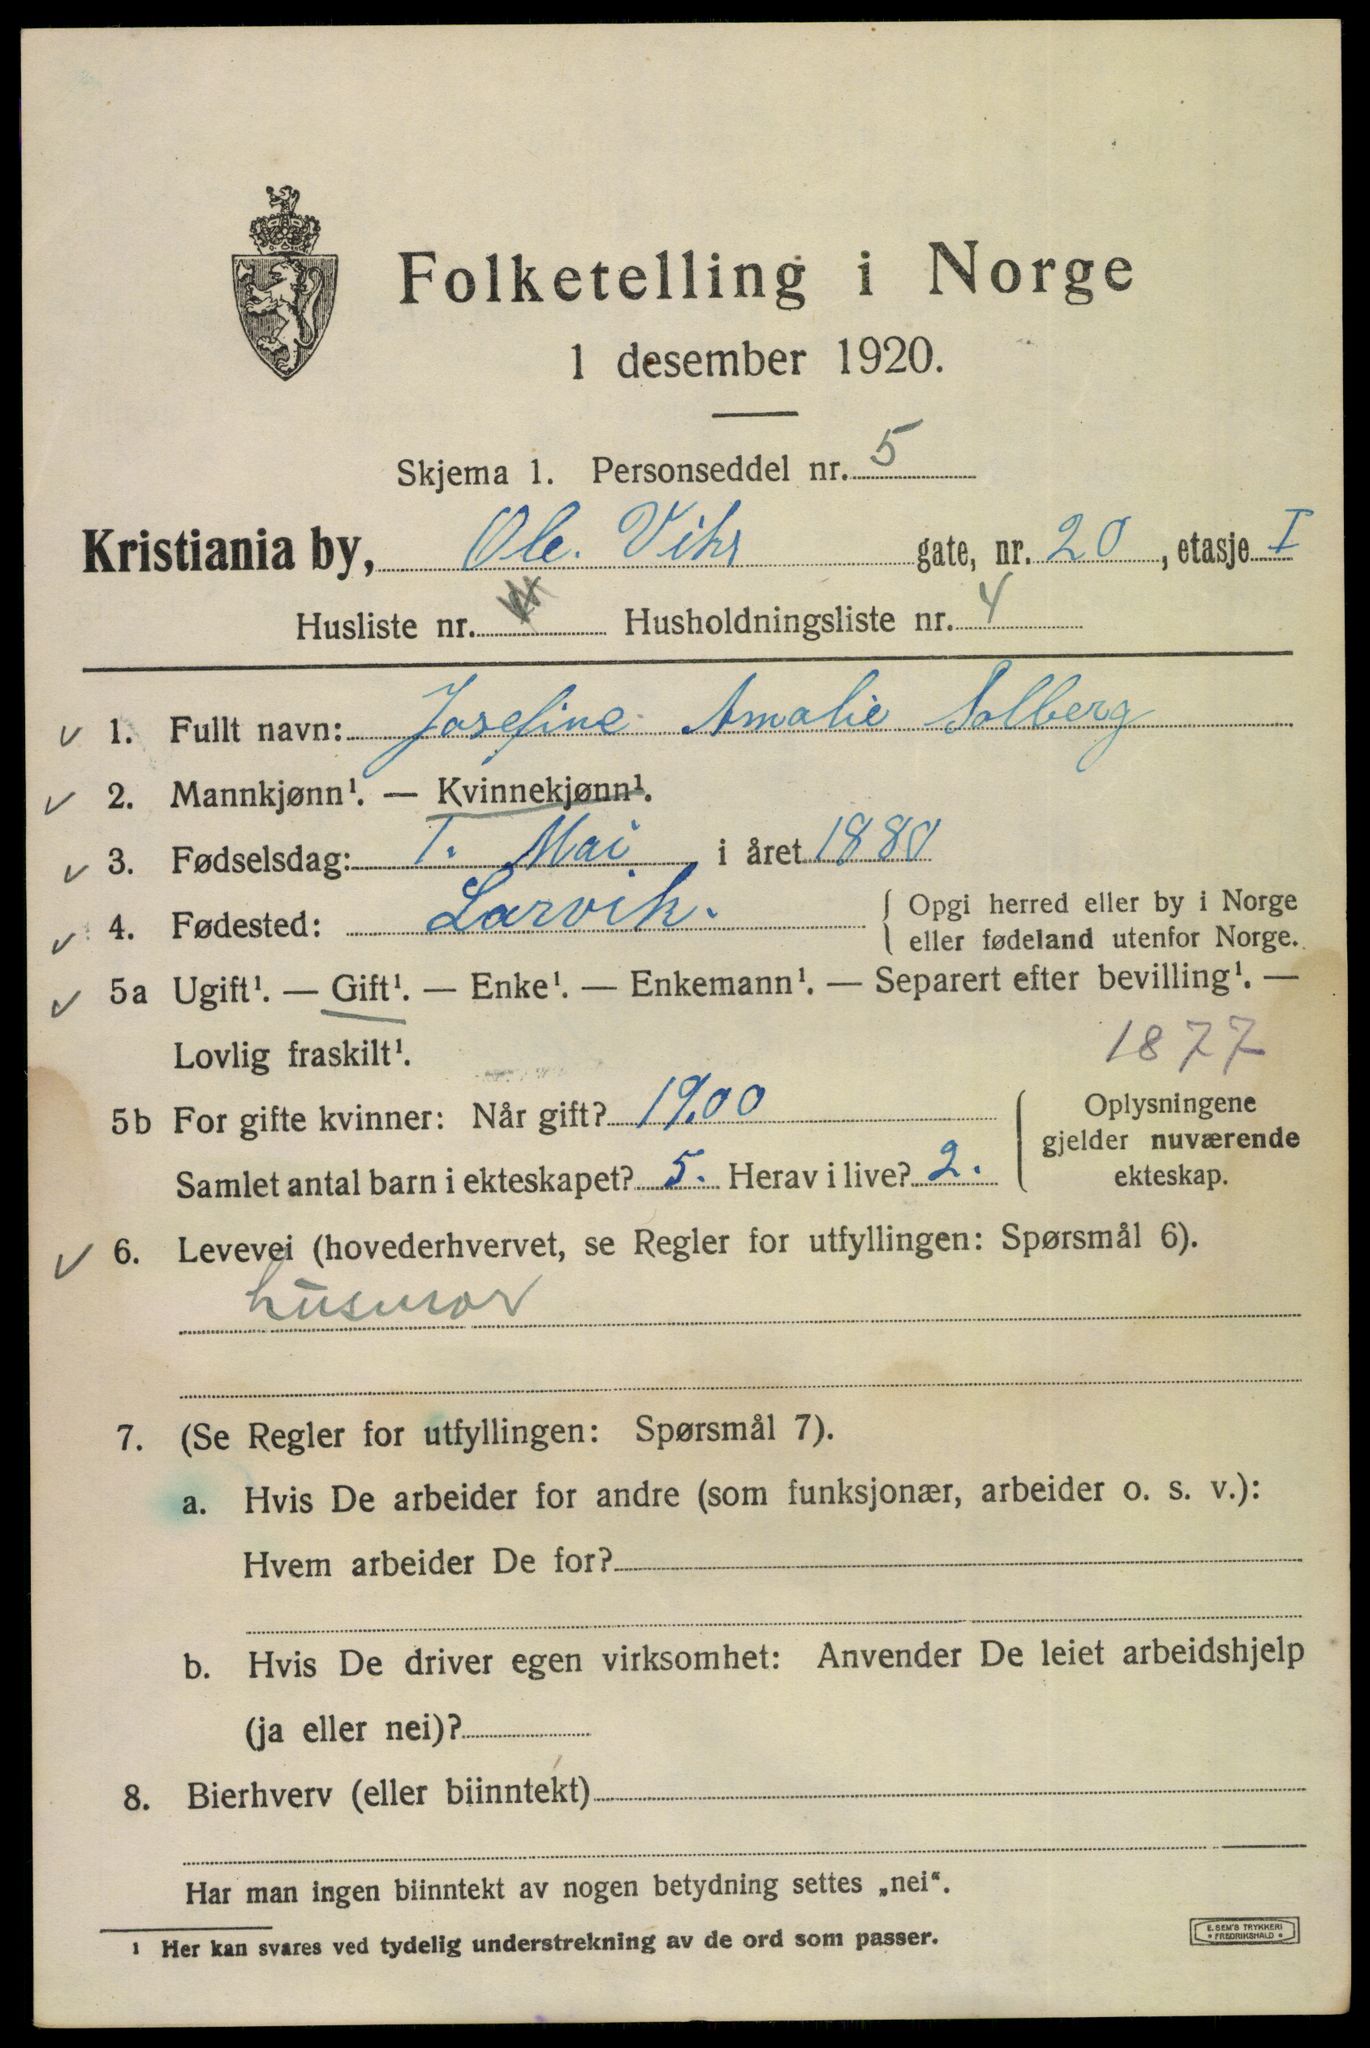 Folketelling i Norge
1 desember 1920.
Skjema 1. Personseddel nr. 5
Kristiania by, Ole. Vihs gate, nr. 20, etasje I
Husliste nr. Husholdningsliste nr. 4
1. Fullt navn: Josefine Amalie Solberg
2. Mannkjønn¹. — Kvinnekjønn¹.
3. Fødselsdag: 1. Mai i året 1880
4. Fødested: Larvik. { Opgi herred eller by i Norge
eller fødeland utenfor Norge.
5a Ugift¹. — Gift¹. — Enke¹. — Enkemann¹. — Separert efter bevilling¹. —
Lovlig fraskilt¹. 1877
5b For gifte kvinner: Når gift? 19.00
Samlet antal barn i ekteskapet? 5. Herav i live? 2.
Oplysningene
gjelder nuværende
ekteskap.
6. Levevei (hovederhvervet, se Regler for utfyllingen: Spørsmål 6).
husmor
7. (Se Regler for utfyllingen: Spørsmål 7).
a. Hvis De arbeider for andre (som funksjonær, arbeider o. s. v.):
Hvem arbeider De for?
b. Hvis De driver egen virksomhet: Anvender De leiet arbeidshjelp
(ja eller nei)?
8. Bierhverv (eller biinntekt)
Har man ingen biinntekt av nogen betydning settes „nei“.
¹ Her kan svares ved tydelig understrekning av de ord som passer.
E. SEM'S TRYKKERI
• FREDRIKSHALD •